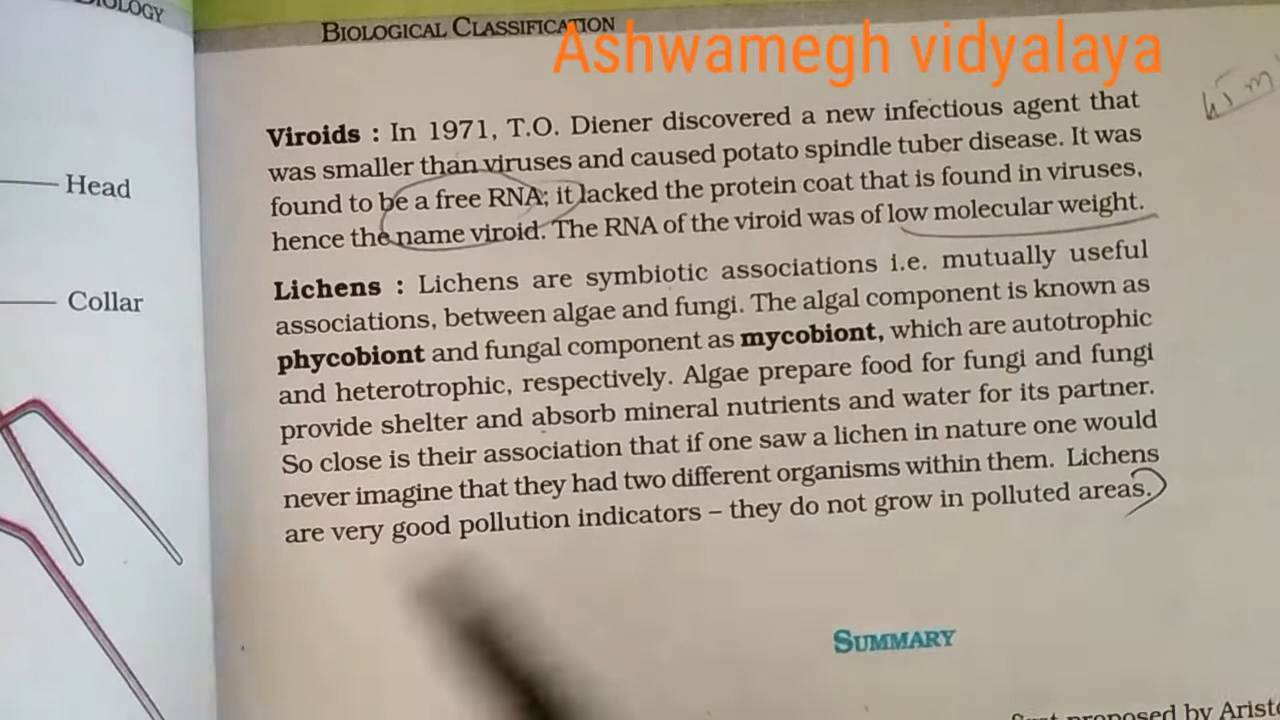 BIOLOGY
BIOLOGICAL CLASSIFICATION
Ashwamegh vidyalaya
Head
Collar
Viroids : In 1971, T.O. Diener discovered a new infectious agent that
was smaller than viruses and caused potato spindle tuber disease. It was
found to be a free RNA; it lacked the protein coat that is found in viruses,
hence the name viroid. The RNA of the viroid was of low molecular weight.
Lichens : Lichens are symbiotic associations i.e. mutually useful
associations, between algae and fungi. The algal component is known as
phycobiont and fungal component as mycobiont, which are autotrophic
and heterotrophic, respectively. Algae prepare food for fungi and fungi
provide shelter and absorb mineral nutrients and water for its partner.
So close is their association that if one saw a lichen in nature one would
never imagine that they had two different organisms within them. Lichens
are very good pollution indicators – they do not grow in polluted areas.
SUMMARY
first proposed by Aristo